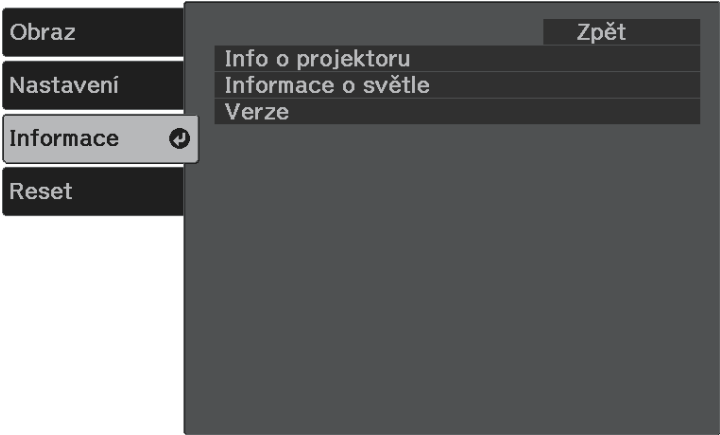 Obraz
Nastavení
Informace
Reset
Zpět
Info o projektoru
Informace o světle
Verze